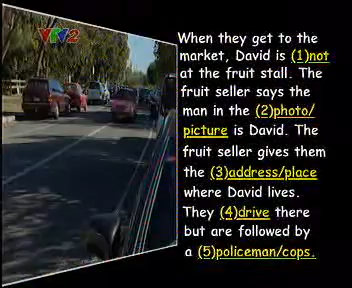 VTV2
When they get to the
market, David is (1)not
at the fruit stall. The
fruit seller says the
man in the (2)photo/
picture is David. The
fruit seller gives them
the (3)address/place
where David lives.
They (4)drive there
but are followed by
a (5)policeman/cops.